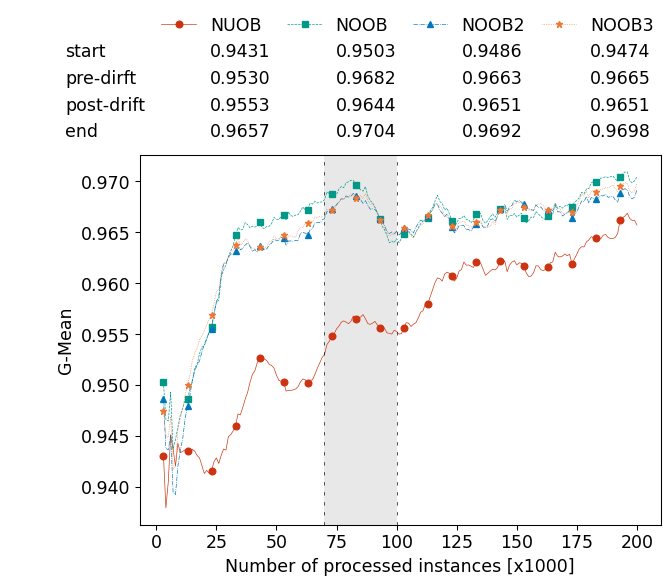 NUOB NOOB NOOB2 NOOB3
start 0.9431 0.9503 0.9486 0.9474
pre-dirft 0.9530 0.9682 0.9663 0.9665
post-drift 0.9553 0.9644 0.9651 0.9651
end 0.9657 0.9704 0.9692 0.9698
0.970
0.965
0.960
0.955
0.950
0.945
0.940
G-Mean
0 25 50 75 100 125 150 175 200
Number of processed instances [x1000]